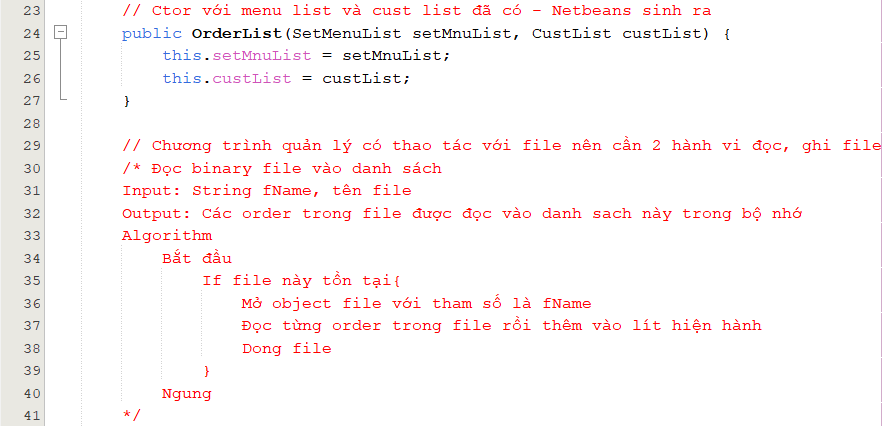 23 // Ctor với menu list và cust list đã có - Netbeans sinh ra
24 public OrderList(SetMenuList setMnuList, CustList custList) {
25 this.setMnuList = setMnuList;
26 this.custList = custList;
27 }
28
29 // Chương trình quản lý có thao tác với file nên cần 2 hành vi đọc, ghi file
30 /* Đọc binary file vào danh sách
31 Input: String fName, tên file
32 Output: Các order trong file được đọc vào danh sach này trong bộ nhớ
33 Algorithm
34 Bắt đầu
35 If file này tồn tại{
36 Mở object file với tham số là fName
37 Đọc từng order trong file rồi thêm vào lít hiện hành
38 Dong file
39 }
40 Ngung
41 */